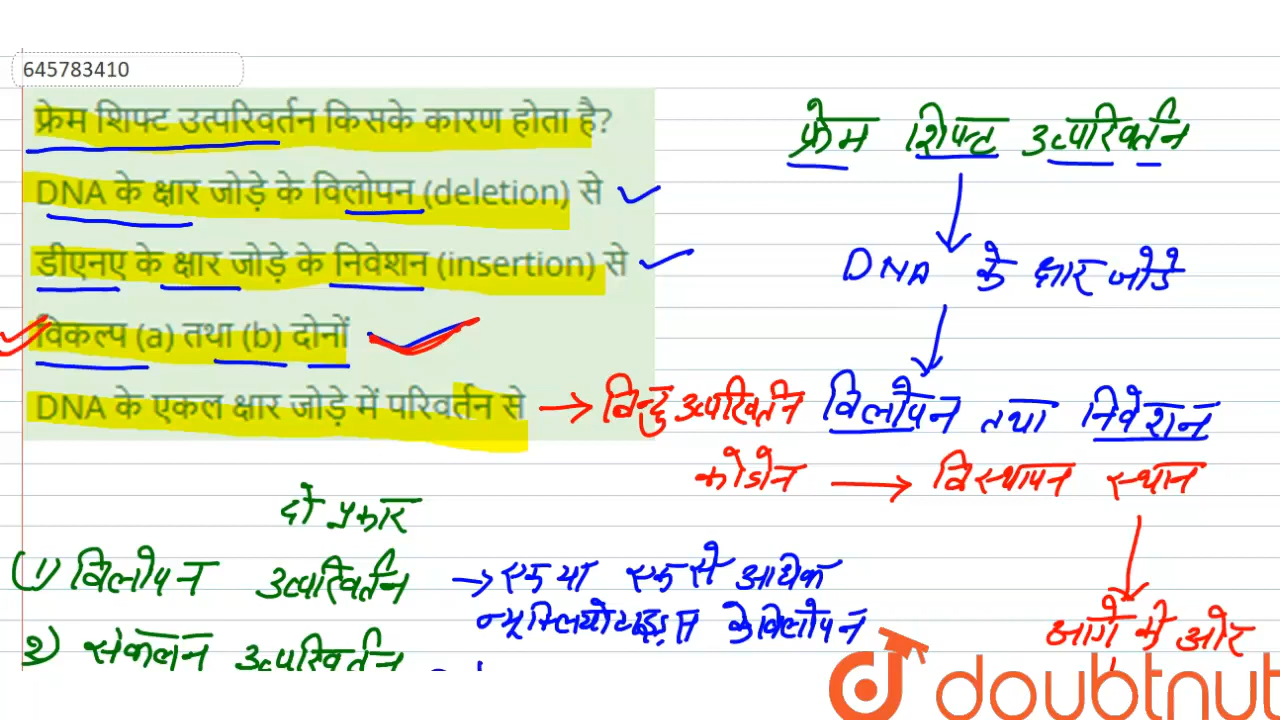 645783410
फ्रेम शिफ्ट उत्परिवर्तन किसके कारण होता है?
DNA के क्षार जोड़े के विलोपन (deletion) से
डीएनए के क्षार जोड़े के निवेशन (insertion) से
विकल्प (a) तथा (b) दोनों
DNA के एकल क्षार जोड़े में परिवर्तन से
फ्रेम शिफ्ट उत्परिवर्तन
DNA के क्षार जोडे
बिन्दु उत्परिवर्तन
विलोपन तथा निवेशन
कोडोन → विस्थापन स्थान
आगे में और
दो प्रकार
(1) विलोपन उत्परिवर्तन → एक या एक से अधिक
न्यूक्लियोटाइड्स के विलोपन
2) संकलन उत्परिवर्तन
doubtnut